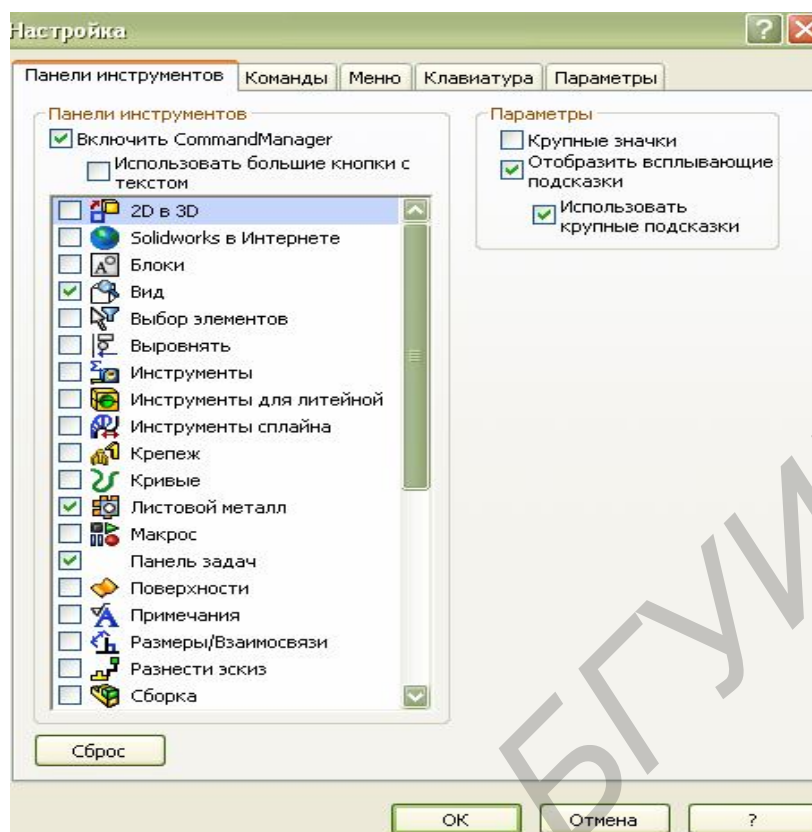 Настройка
Панели инструментов Команды Меню Клавиатура Параметры
Панели инструментов
Включить CommandManager
Использовать большие кнопки с
текстом
2D в 3D
Solidworks в Интернете
Блоки
Вид
Выбор элементов
Выровнять
Инструменты
Инструменты для литейной
Инструменты сплайна
Крепеж
Кривые
Листовой металл
Макрос
Панель задач
Поверхности
Примечания
Размеры/Взаимосвязи
Разнести эскиз
Сборка
Параметры
Крупные значки
Отобразить всплывающие
подсказки
Использовать
крупные подсказки
Сброс
ОК Отмена ?
БГУИ